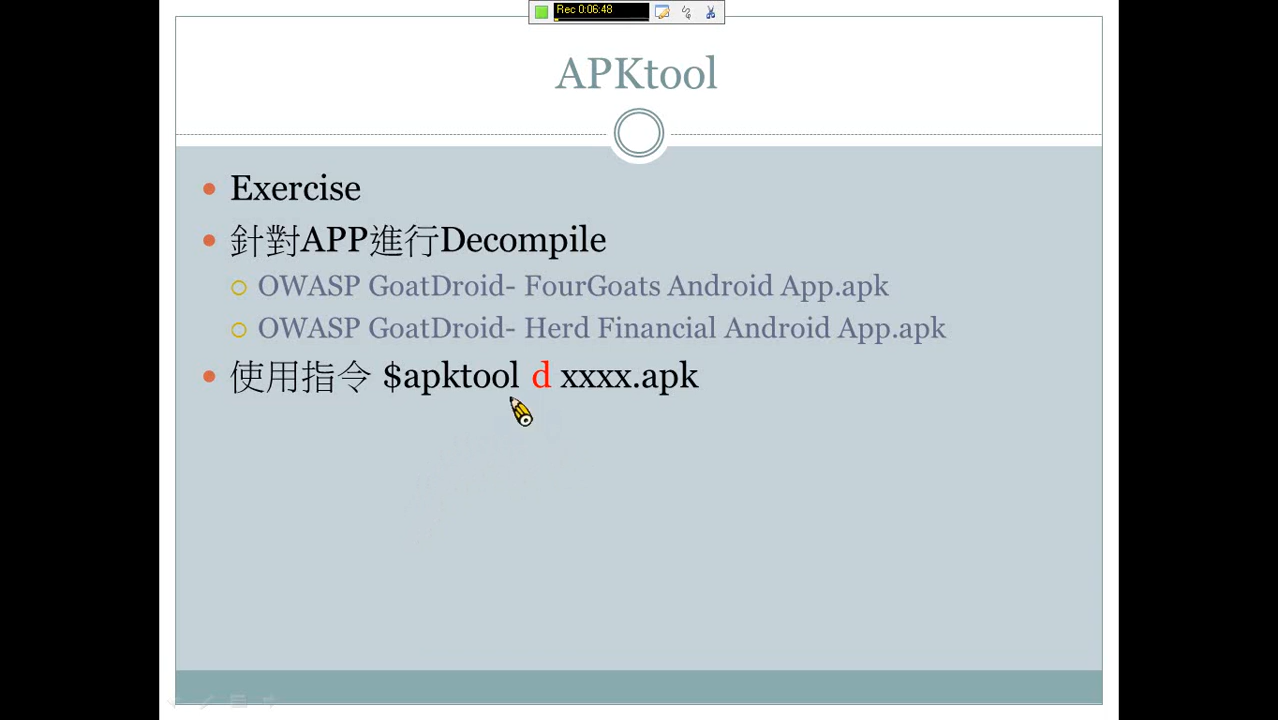 Rec 0:06:48
APKtool
Exercise
針對APP進行Decompile
OWASP GoatDroid- FourGoats Android App.apk
OWASP GoatDroid- Herd Financial Android App.apk
使用指令 $apktool d xxxx.apk